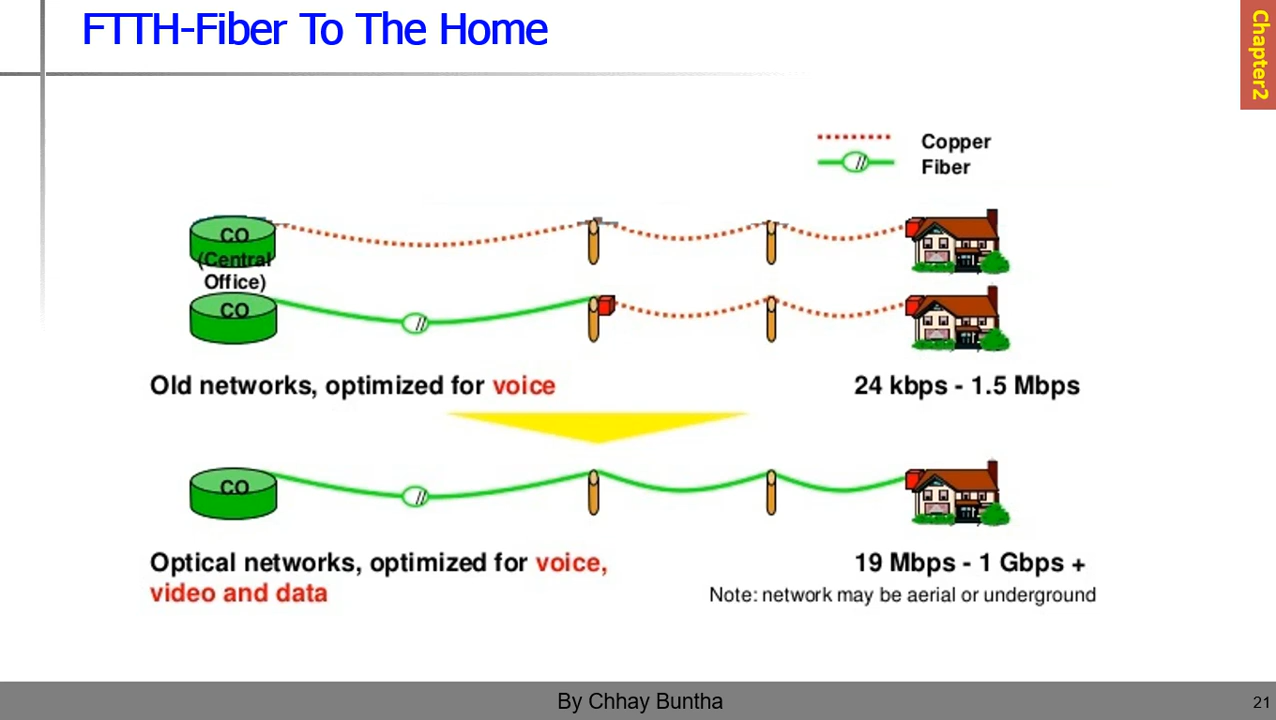 FTTH-Fiber To The Home
Chapter2
Copper
Fiber
CO
(Central
Office)
CO
Old networks, optimized for voice
24 kbps - 1.5 Mbps
CO
Optical networks, optimized for voice,
video and data
19 Mbps - 1 Gbps +
Note: network may be aerial or underground
By Chhay Buntha
21